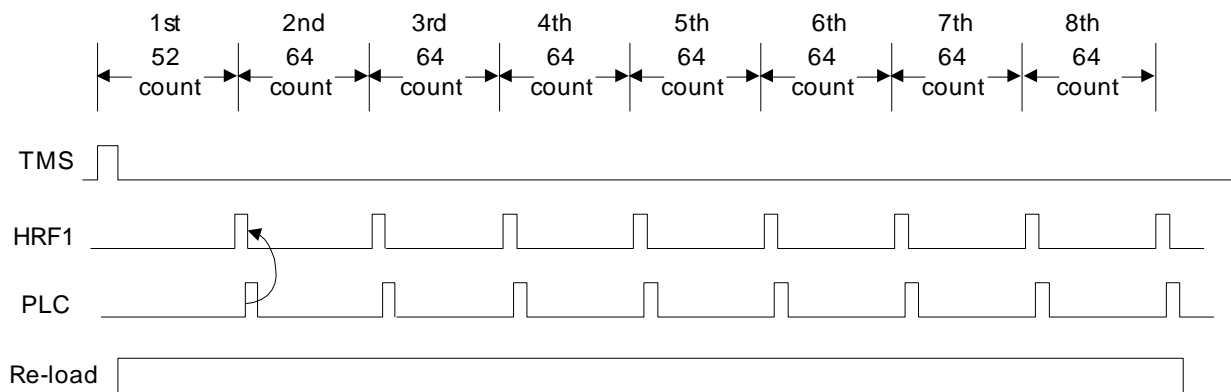 1st 2nd 3rd 4th 5th 6th 7th 8th
52 64 64 64 64 64 64 64
count count count count count count count count
TMS
HRF1
PLC
Re-load